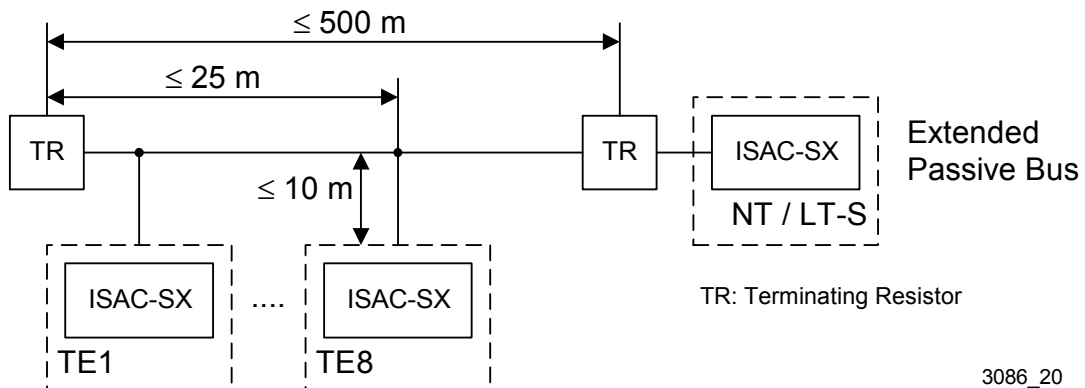 ≤ 500 m
≤ 25 m
TR
TR
ISAC-SX
Extended
Passive Bus
≤ 10 m
NT / LT-S
ISAC-SX
....
ISAC-SX
TR: Terminating Resistor
TE1
TE8
3086_20